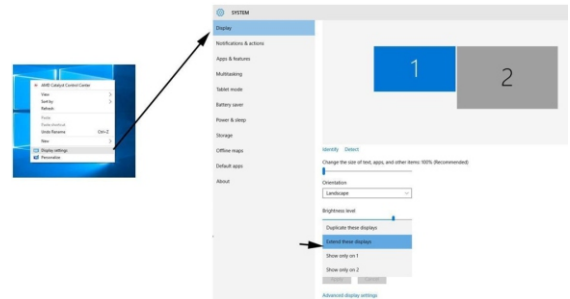 AMD Catalyst Control Center
View
Sort by
Refresh
Paste
Paste shortcut
Undo Rename Ctrl+Z
New
Display settings
Personalize
SYSTEM
Display
Notifications & actions
Apps & features
Multitasking
Tablet mode
Battery saver
Power & sleep
Storage
Offline maps
Default apps
About
1
2
Identify Detect
Change the size of text, apps, and other items: 100% (Recommended)
Orientation
Landscape
Brightness level
Duplicate these displays
Extend these displays
Show only on 1
Show only on 2
Advanced display settings